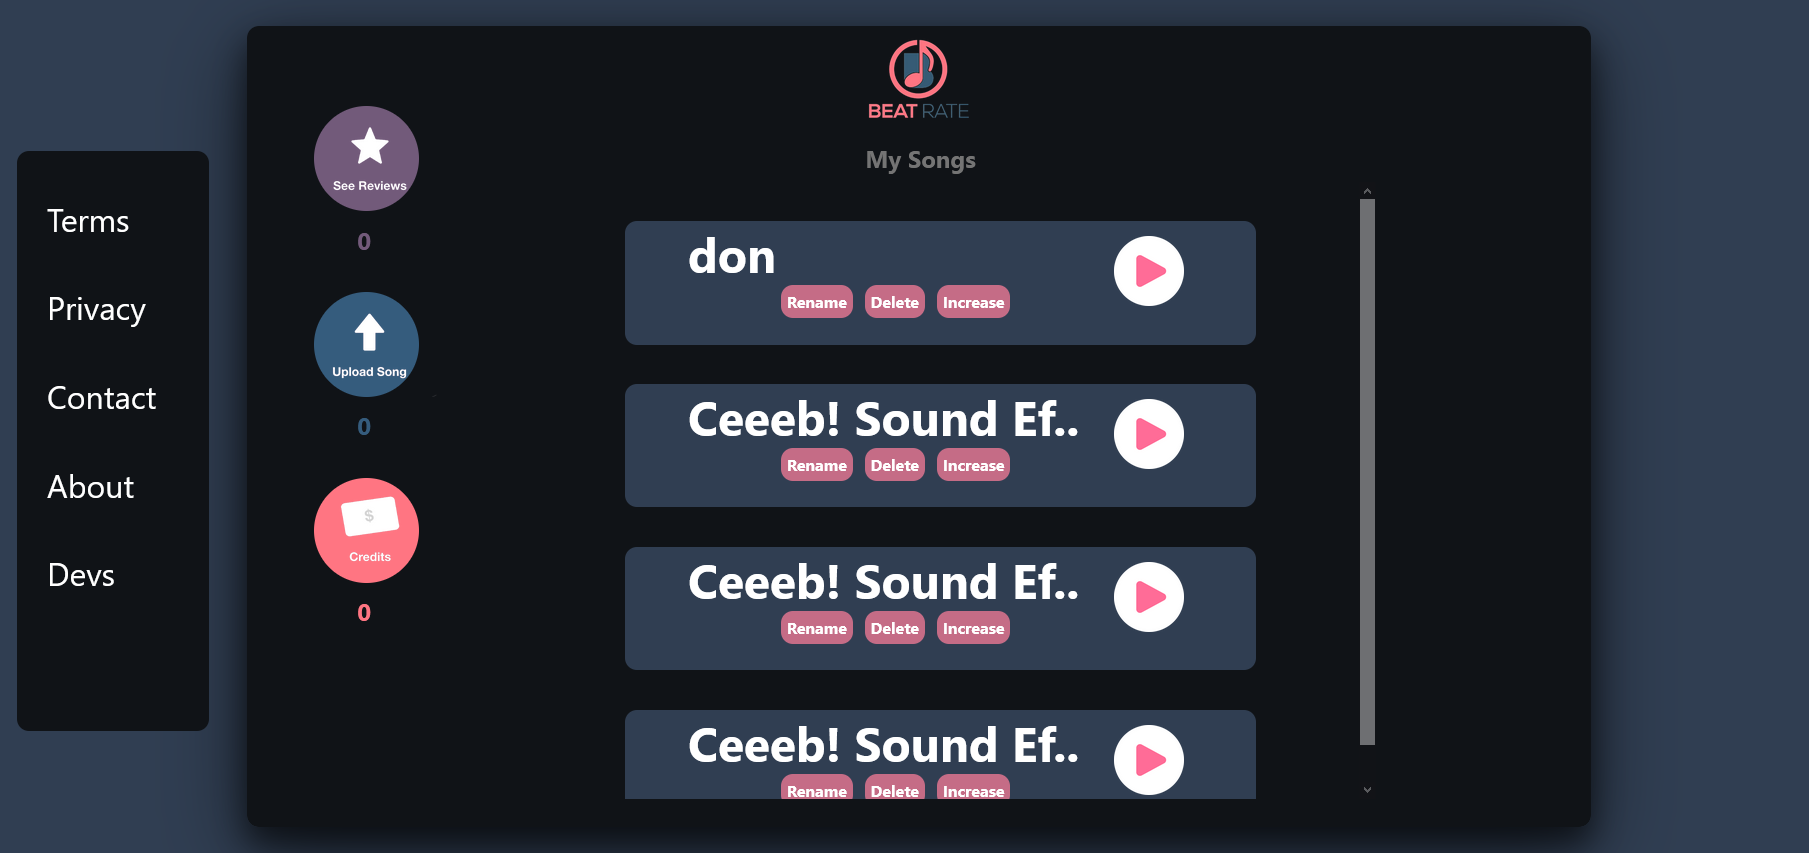 BEAT RATE
My Songs
Terms
Privacy
Contact
About
Devs
See Reviews
0
Upload Song
0
$
Credits
0
don
Rename Delete Increase
Ceeeb! Sound Ef..
Rename Delete Increase
Ceeeb! Sound Ef..
Rename Delete Increase
Ceeeb! Sound Ef..
Rename Delete Increase